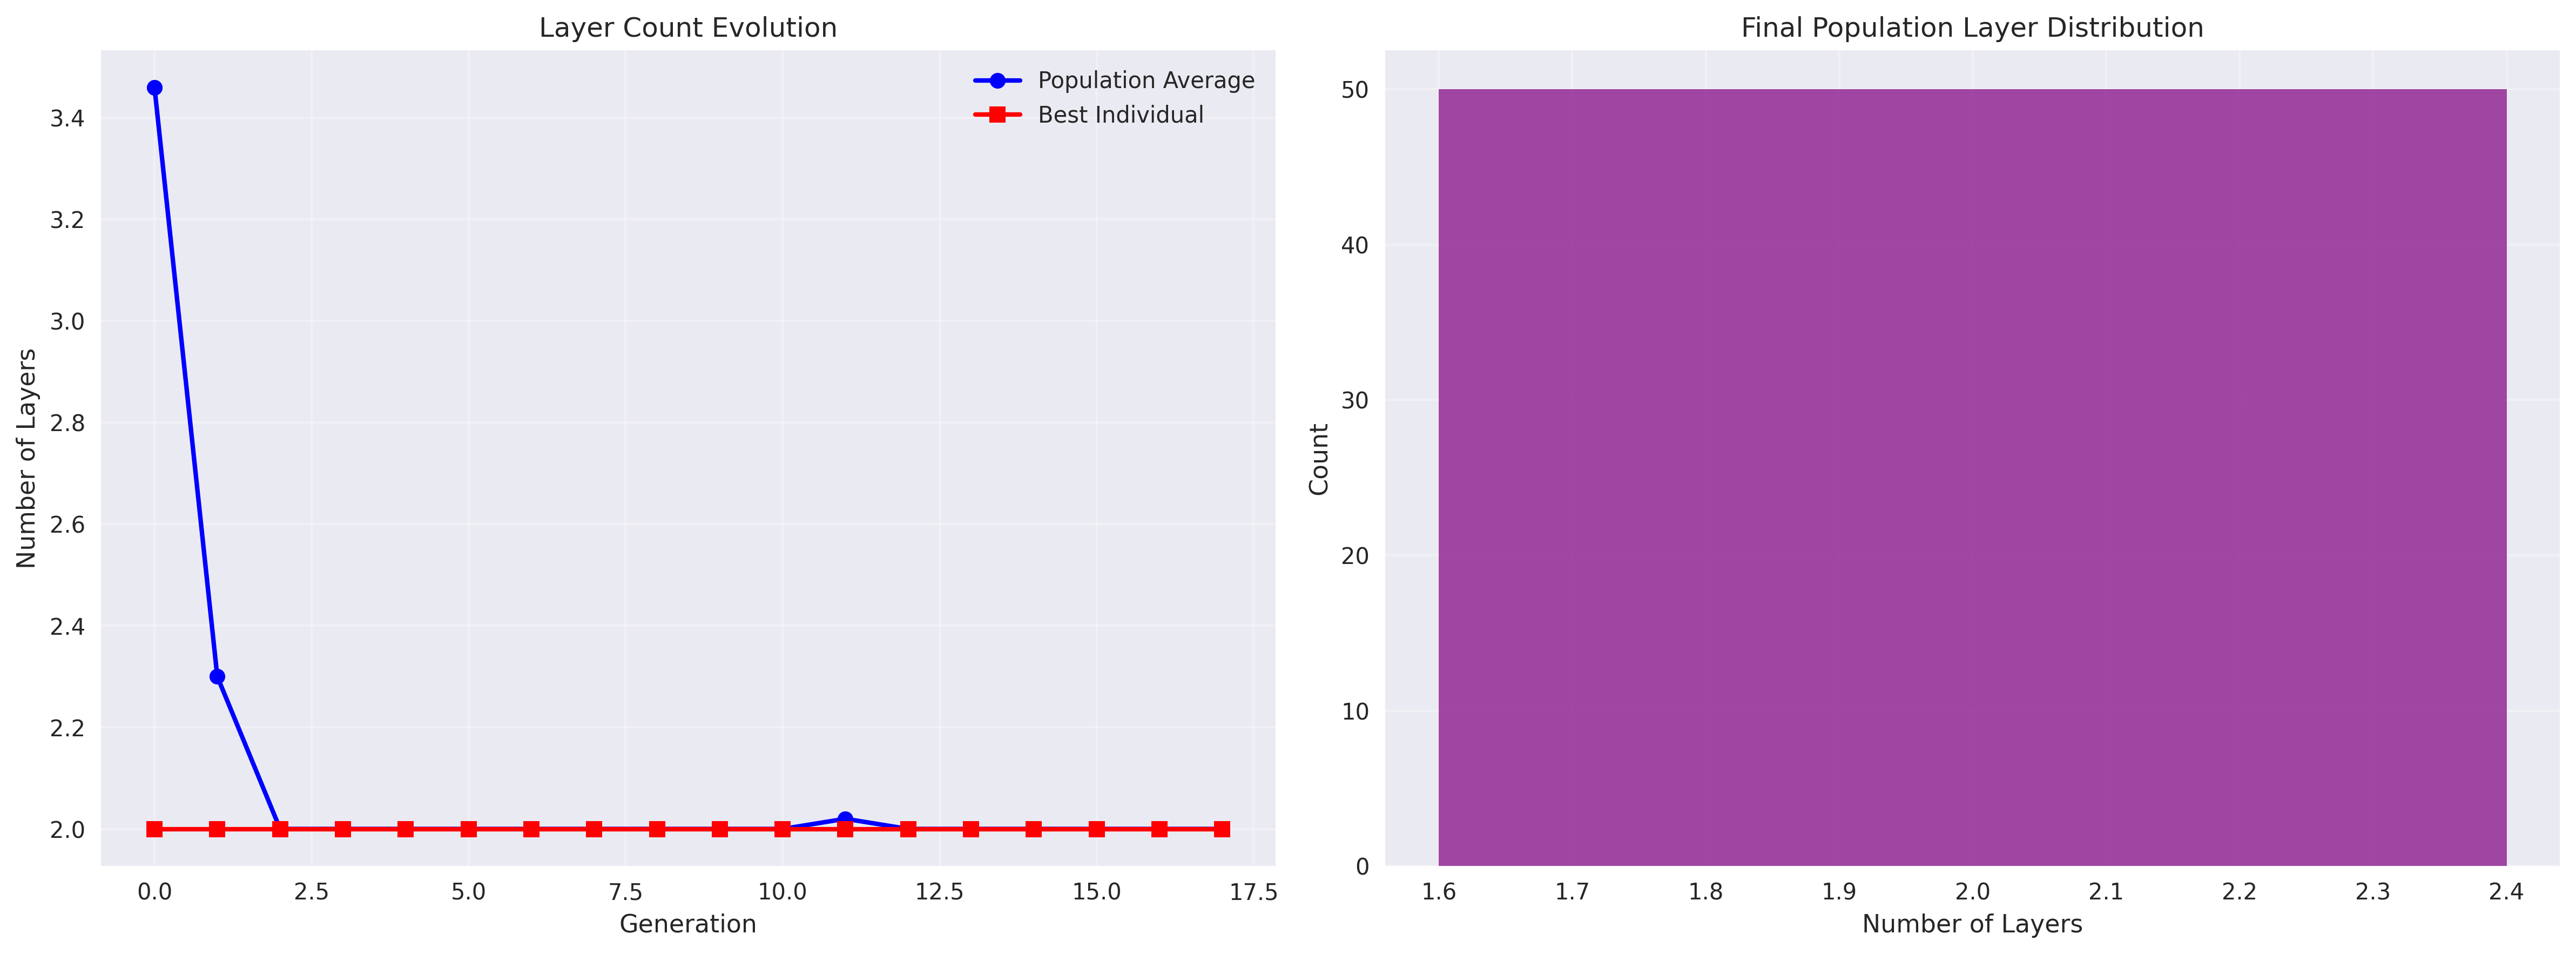 Layer Count Evolution
Population Average
Best Individual
3.4
3.2
3.0
2.8
2.6
2.4
2.2
2.0
Number of Layers
0.0 2.5 5.0 7.5 10.0 12.5 15.0 17.5
Generation
Final Population Layer Distribution
50
40
30
20
10
0
Count
1.6 1.7 1.8 1.9 2.0 2.1 2.2 2.3 2.4
Number of Layers